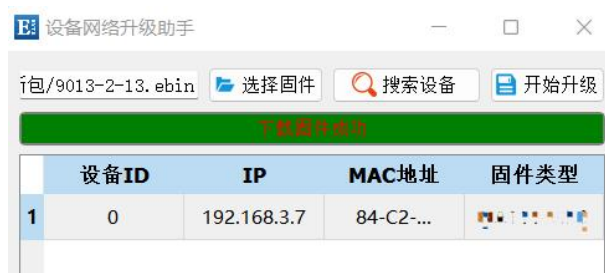 设备网络升级助手
包/9013-2-13.ebin 选择固件 搜索设备 开始升级
下载固件成功
设备ID IP MAC地址 固件类型
1 0 192.168.3.7 84-C2-...